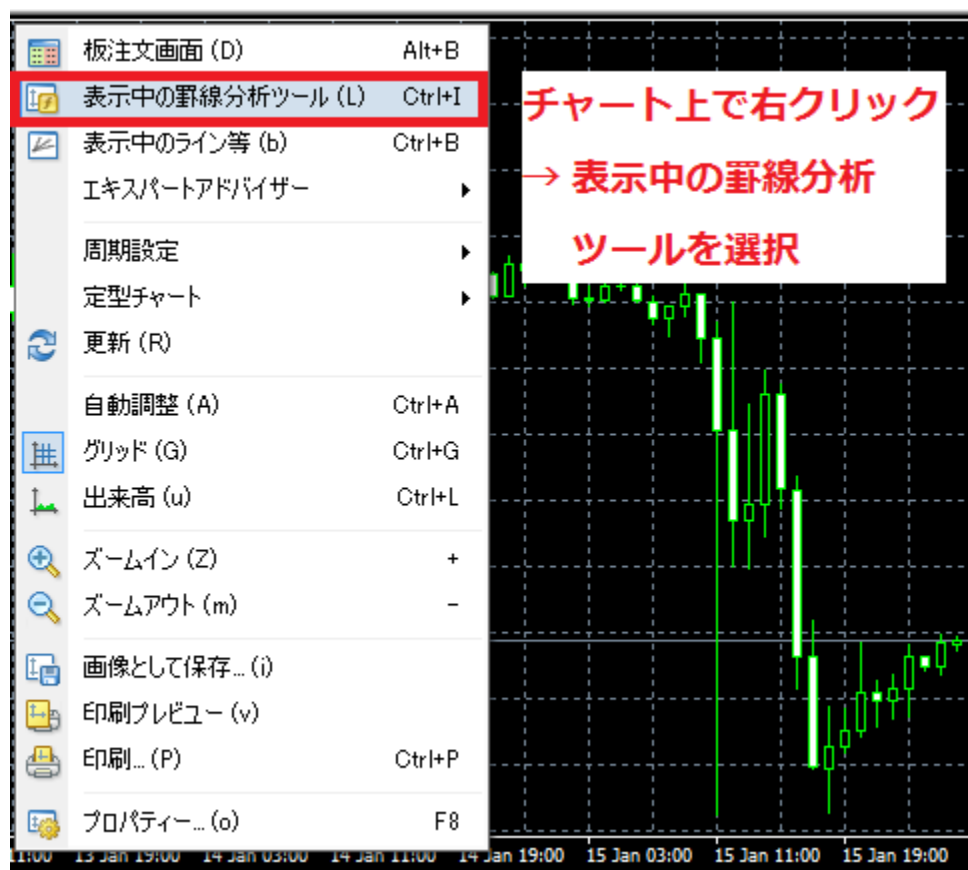 板注文画面 (D) Alt+B
表示中の罫線分析ツール (L) Ctrl+I
表示中のライン等 (b) Ctrl+B
エキスパートアドバイザー
周期設定
定型チャート
更新 (R)
自動調整 (A) Ctrl+A
グリッド (G) Ctrl+G
出来高 (u) Ctrl+L
ズームイン (Z) +
ズームアウト (m) -
画像として保存... (i)
印刷プレビュー (v)
印刷... (P) Ctrl+P
プロパティー... (o) F8
チャート上で右クリック
→ 表示中の罫線分析
ツールを選択
11:00 13 Jan 19:00 14 Jan 03:00 14 Jan 11:00 14 Jan 19:00 15 Jan 03:00 15 Jan 11:00 15 Jan 19:00